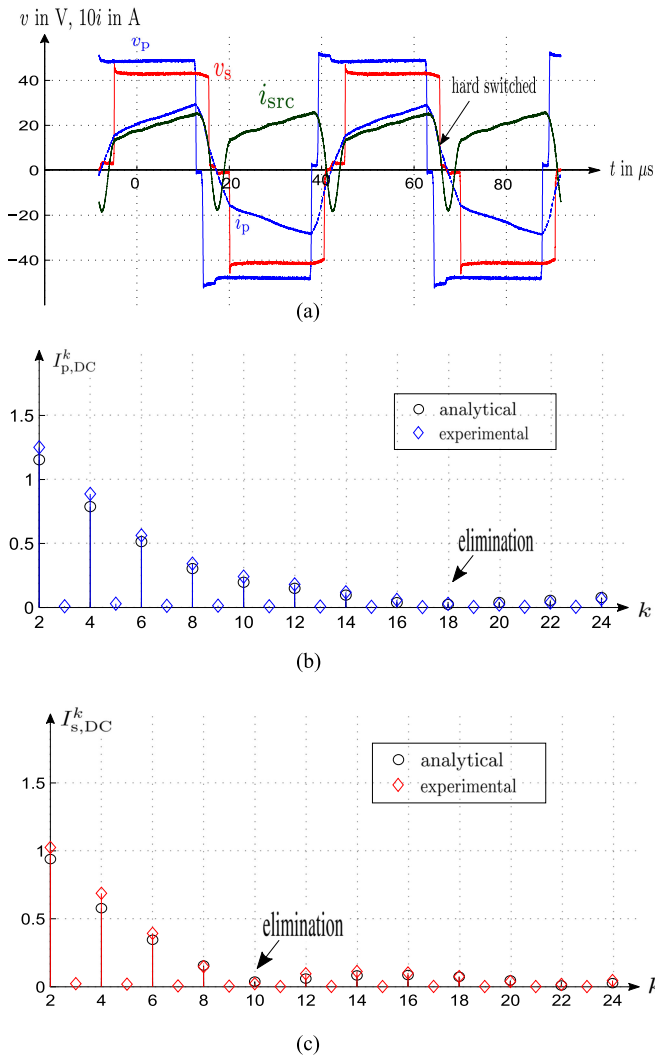 v in V, 10i in A
v_p
v_s
i_src
hard switched
40
20
0
−20
−40
0
20
40
60
80
t in µs
i_p
(a)
I^k_p,DC
1.5
1
0.5
0
analytical
experimental
elimination
2 4 6 8 10 12 14 16 18 20 22 24
k
(b)
I^k_s,DC
1.5
1
0.5
0
analytical
experimental
elimination
2 4 6 8 10 12 14 16 18 20 22 24
k
(c)